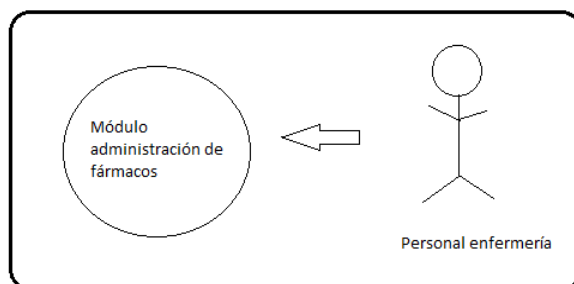 Módulo
administración de
fármacos
Personal enfermería